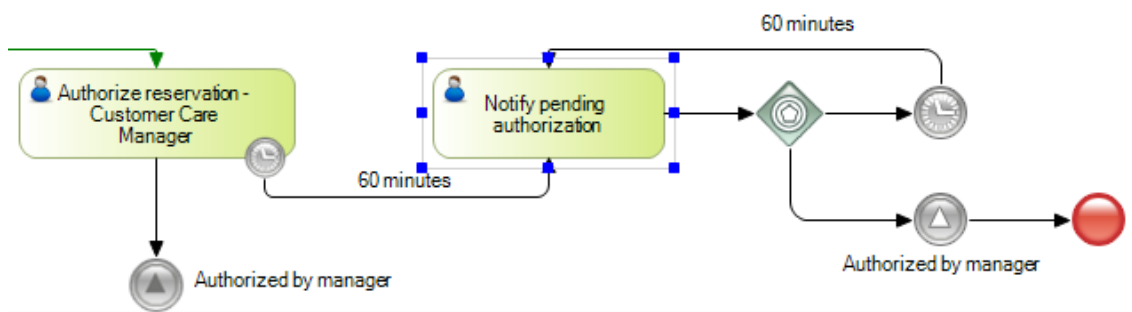 60 minutes
Authorize reservation -
Customer Care
Manager
Notify pending
authorization
60 minutes
Authorized by manager
Authorized by manager